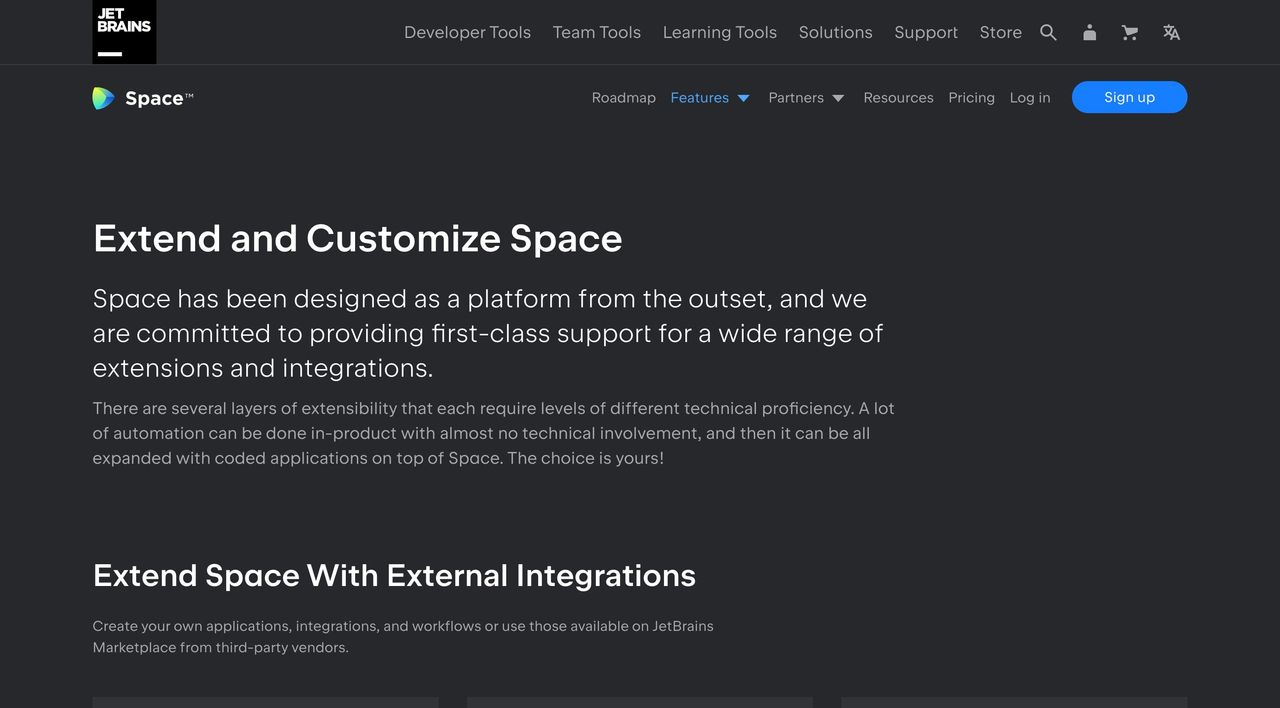 JET
BRAINS
Developer Tools Team Tools Learning Tools Solutions Support Store
Space™
Roadmap Features Partners Resources Pricing Log in Sign up
Extend and Customize Space
Space has been designed as a platform from the outset, and we
are committed to providing first-class support for a wide range of
extensions and integrations.
There are several layers of extensibility that each require levels of different technical proficiency. A lot
of automation can be done in-product with almost no technical involvement, and then it can be all
expanded with coded applications on top of Space. The choice is yours!
Extend Space With External Integrations
Create your own applications, integrations, and workflows or use those available on JetBrains
Marketplace from third-party vendors.